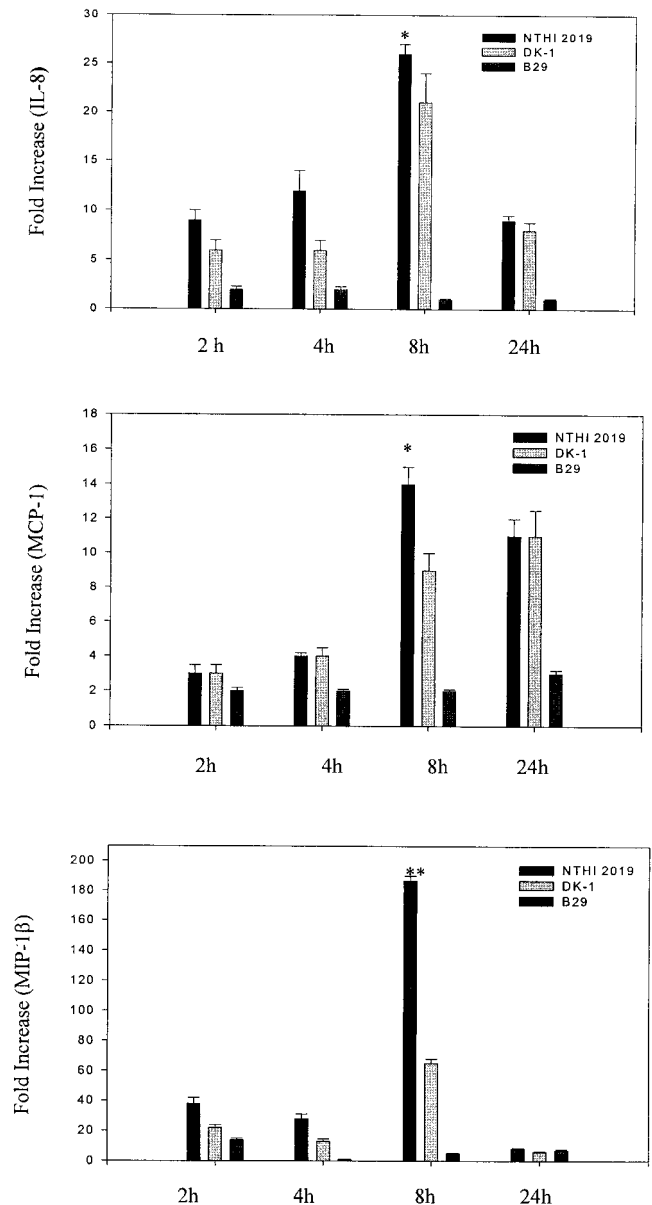 30
25
20
15
10
5
0
Fold Increase (IL-8)
*
NTHI 2019
DK-1
B29
2 h
4h
8h
24h
18
16
14
12
10
8
6
4
2
0
Fold Increase (MCP-1)
*
NTHI 2019
DK-1
B29
2h
4h
8h
24h
200
180
160
140
120
100
80
60
40
20
0
Fold Increase (MIP-1β)
**
NTHI 2019
DK-1
B29
2h
4h
8h
24h